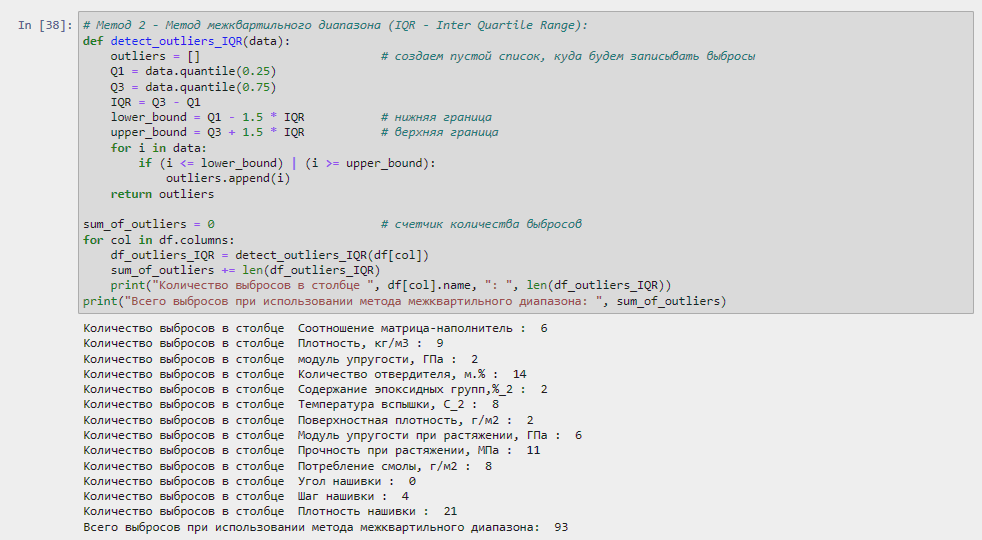 In [38]: # Метод 2 - Метод межквартильного диапазона (IQR - Inter Quartile Range):
def detect_outliers_IQR(data):
    outliers = []                          # создаем пустой список, куда будем записывать выбросы
    Q1 = data.quantile(0.25)
    Q3 = data.quantile(0.75)
    IQR = Q3 - Q1
    lower_bound = Q1 - 1.5 * IQR           # нижняя граница
    upper_bound = Q3 + 1.5 * IQR           # верхняя граница
    for i in data:
        if (i <= lower_bound) | (i >= upper_bound):
            outliers.append(i)
    return outliers
sum_of_outliers = 0                        # счетчик количества выбросов
for col in df.columns:
    df_outliers_IQR = detect_outliers_IQR(df[col])
    sum_of_outliers += len(df_outliers_IQR)
    print("Количество выбросов в столбце ", df[col].name, ": ", len(df_outliers_IQR))
print("Всего выбросов при использовании метода межквартильного диапазона: ", sum_of_outliers)
Количество выбросов в столбце  Соотношение матрица-наполнитель :  6
Количество выбросов в столбце  Плотность, кг/м3 :  9
Количество выбросов в столбце  модуль упругости, ГПа :  2
Количество выбросов в столбце  Количество отвердителя, м.% :  14
Количество выбросов в столбце  Содержание эпоксидных групп,%_2 :  2
Количество выбросов в столбце  Температура вспышки, С_2 :  8
Количество выбросов в столбце  Поверхностная плотность, г/м2 :  2
Количество выбросов в столбце  Модуль упругости при растяжении, ГПа :  6
Количество выбросов в столбце  Прочность при растяжении, МПа :  11
Количество выбросов в столбце  Потребление смолы, г/м2 :  8
Количество выбросов в столбце  Угол нашивки :  0
Количество выбросов в столбце  Шаг нашивки :  4
Количество выбросов в столбце  Плотность нашивки :  21
Всего выбросов при использовании метода межквартильного диапазона:  93